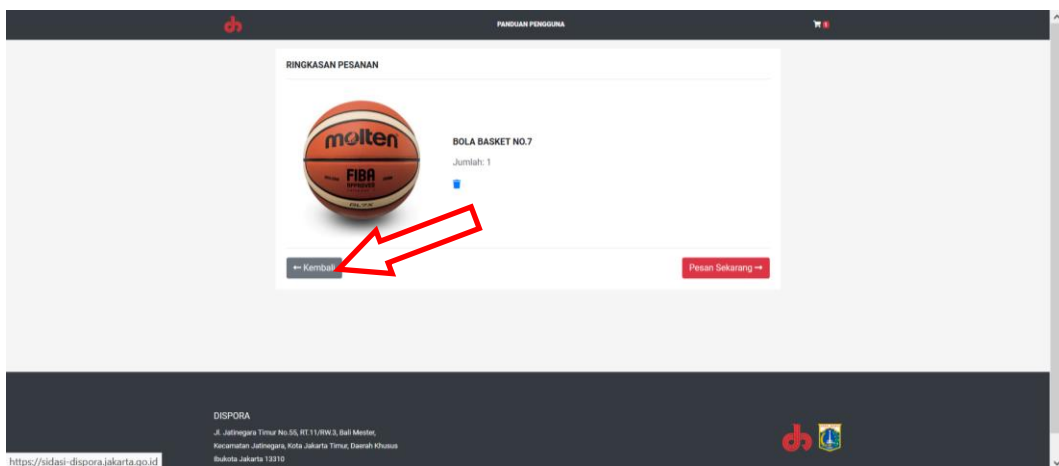 PANDUAN PENGGUNA
RINGKASAN PESANAN
molten
FIBA
APPROVED
GL7X
BOLA BASKET NO.7
Jumlah: 1
← Kembali
Pesan Sekarang →
DISPORA
Jl. Jatinegara Timur No.55, RT.11/RW.3, Bali Mester,
Kecamatan Jatinegara, Kota Jakarta Timur, Daerah Khusus
Ibukota Jakarta 13310
https://sidasi-dispora.jakarta.go.id